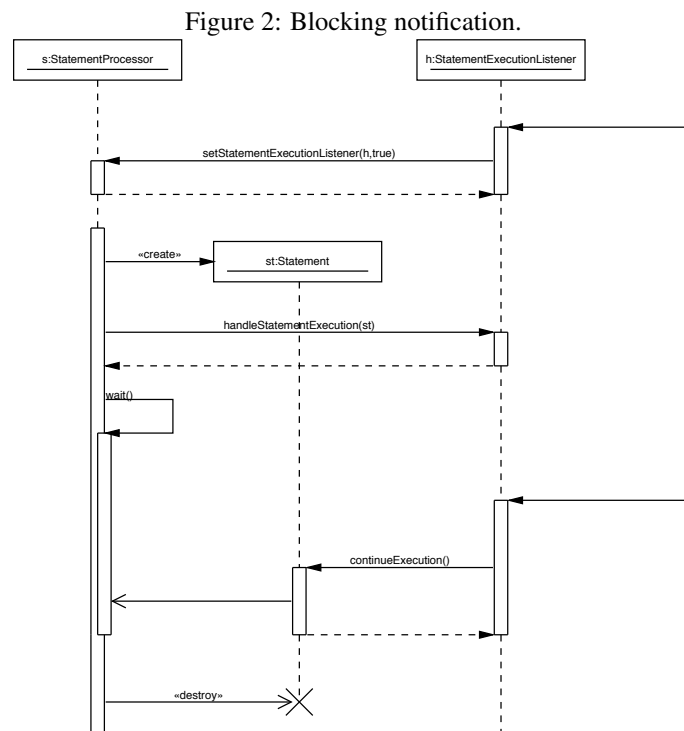 Figure 2: Blocking notification.
s:StatementProcessor
h:StatementExecutionListener
setStatementExecutionListener(h,true)
«create»
st:Statement
handleStatementExecution(st)
wait()
continueExecution()
«destroy»